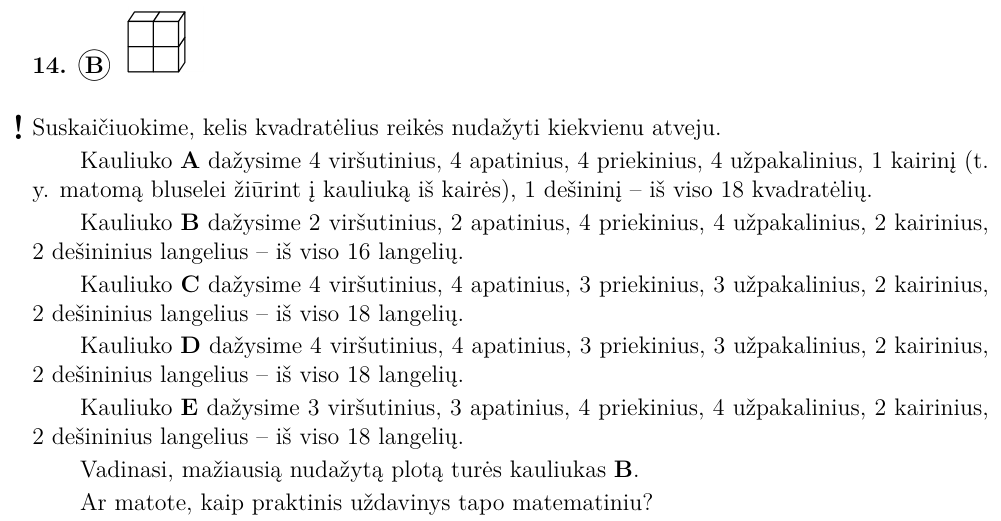 14. B
! Suskaičiuokime, kelis kvadratėlius reikės nudažyti kiekvienu atveju.
Kauliuko A dažysime 4 viršutinius, 4 apatinius, 4 priekinius, 4 užpakalinius, 1 kairinį (t.
y. matomą bluselei žiūrint į kauliuką iš kairės), 1 dešininį – iš viso 18 kvadratėlių.
Kauliuko B dažysime 2 viršutinius, 2 apatinius, 4 priekinius, 4 užpakalinius, 2 kairinius,
2 dešininius langelius – iš viso 16 langelių.
Kauliuko C dažysime 4 viršutinius, 4 apatinius, 3 priekinius, 3 užpakalinius, 2 kairinius,
2 dešininius langelius – iš viso 18 langelių.
Kauliuko D dažysime 4 viršutinius, 4 apatinius, 3 priekinius, 3 užpakalinius, 2 kairinius,
2 dešininius langelius – iš viso 18 langelių.
Kauliuko E dažysime 3 viršutinius, 3 apatinius, 4 priekinius, 4 užpakalinius, 2 kairinius,
2 dešininius langelius – iš viso 18 langelių.
Vadinasi, mažiausią nudažytą plotą turės kauliukas B.
Ar matote, kaip praktinis uždavinys tapo matematiniu?